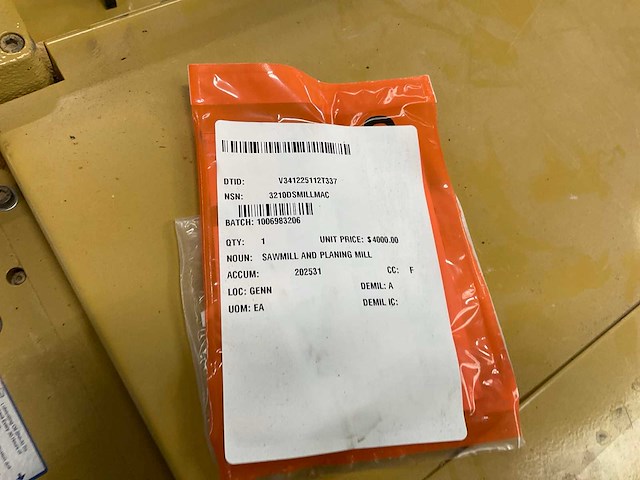 DTID: V341225112T337
NSN: 3210DSMILLMAC
BATCH: 1006983206
QTY: 1 UNIT PRICE: $4000.00
NOUN: SAWMILL AND PLANING MILL
ACCUM: 202531 CC: F
LOC: GENN DEMIL: A
UOM: EA DEMIL IC: